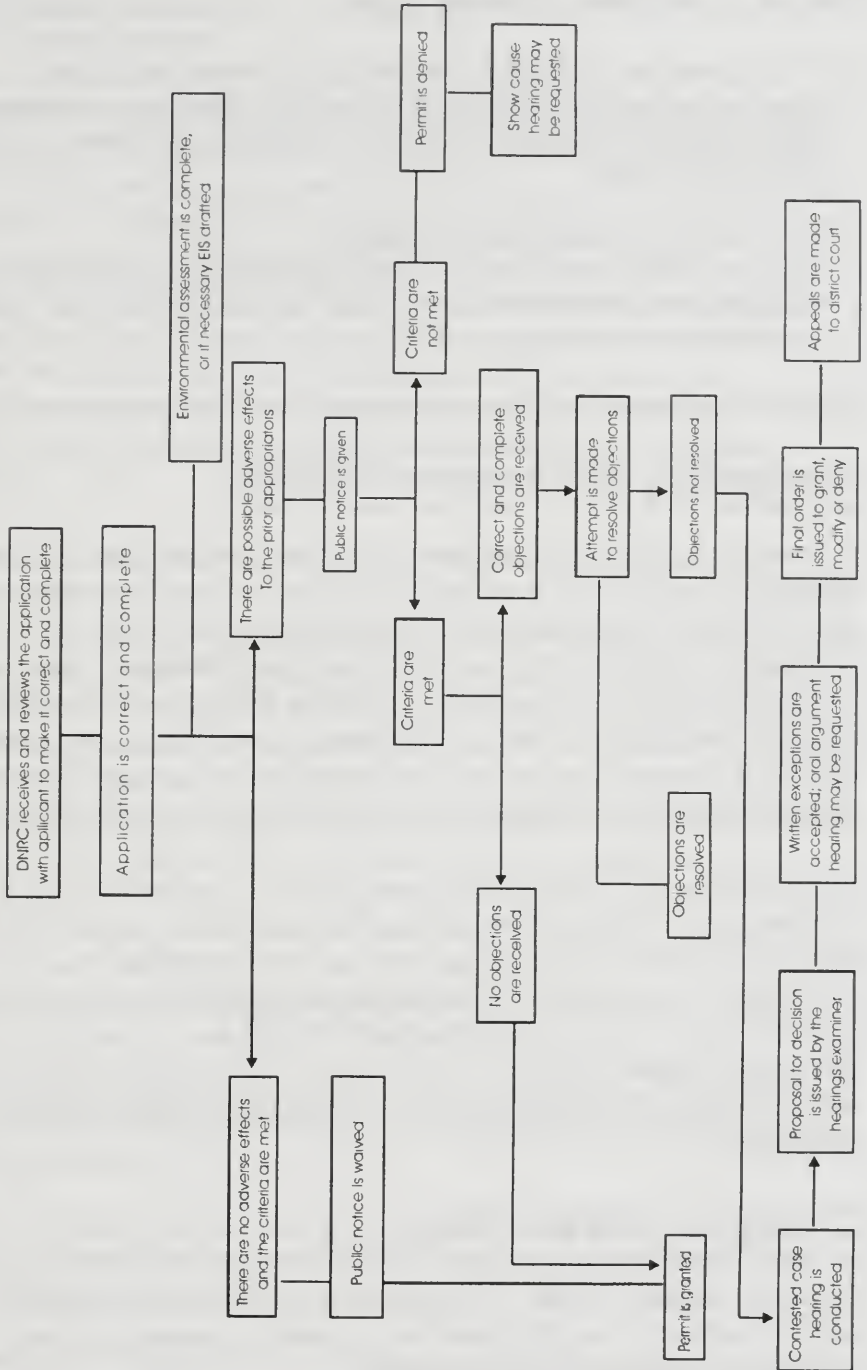 DNRC receives and reviews the application
with aplicant to make it correct and complete
Application is correct and complete
Environmental assessment is complete,
or if necessary EIS drafted
There are no adverse effects
and the criteria are met
There are possible adverse effects
To the prior appropriators
Public notice is waived
Public notice is given
Criteria are
met
Criteria are
not met
Permit is denied
Show cause
hearing may
be requested
No objections
are received
Correct and complete
objections are received
Attempt is made
to resolve objections
Objections are
resolved
Objections not resolved
Permit is granted
Contested case
hearing is
conducted
Proposal for decision
is issued by the
hearings examiner
Written exceptions are
accepted; oral argument
hearing may be requested
Final order is
issued to grant,
modify or deny
Appeals are made
to district court